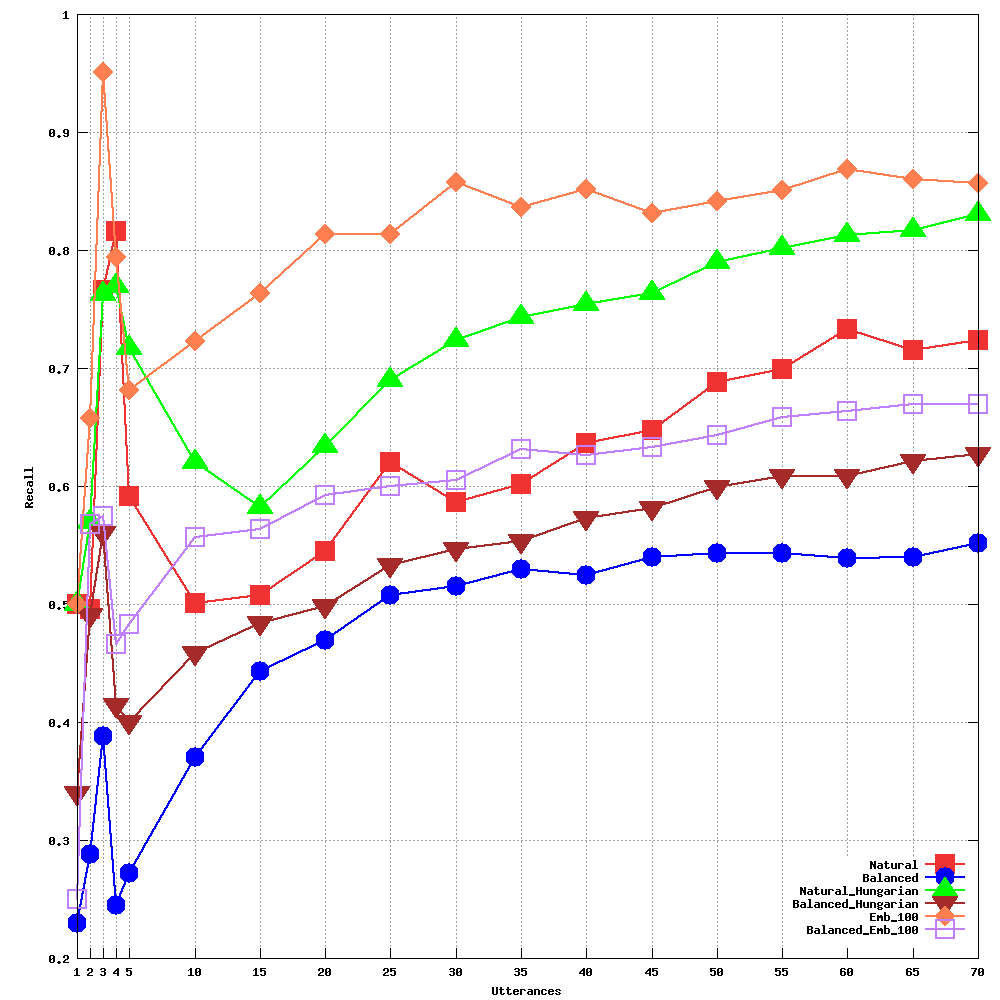 1
0.9
0.8
0.7
0.6
0.5
0.4
0.3
0.2
Recall
1 2 3 4 5 10 15 20 25 30 35 40 45 50 55 60 65 70
Utterances
Natural
Balanced
Natural_Hungarian
Balanced_Hungarian
Emb_100
Balanced_Emb_100